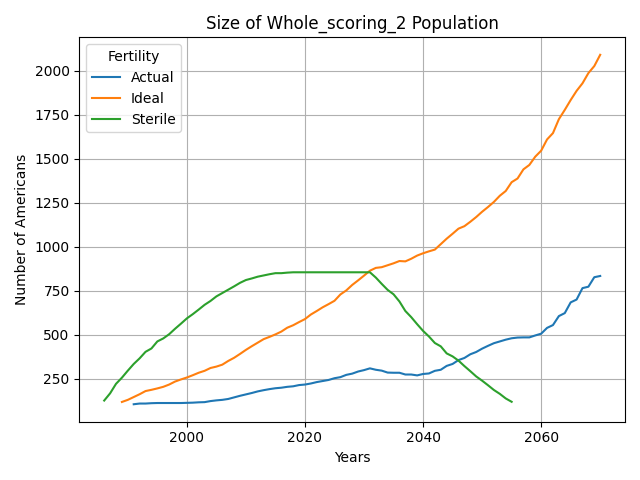 Size of Whole_scoring_2 Population
Fertility
Actual
Ideal
Sterile
Number of Americans
2000
1750
1500
1250
1000
750
500
250
2000
2020
2040
2060
Years